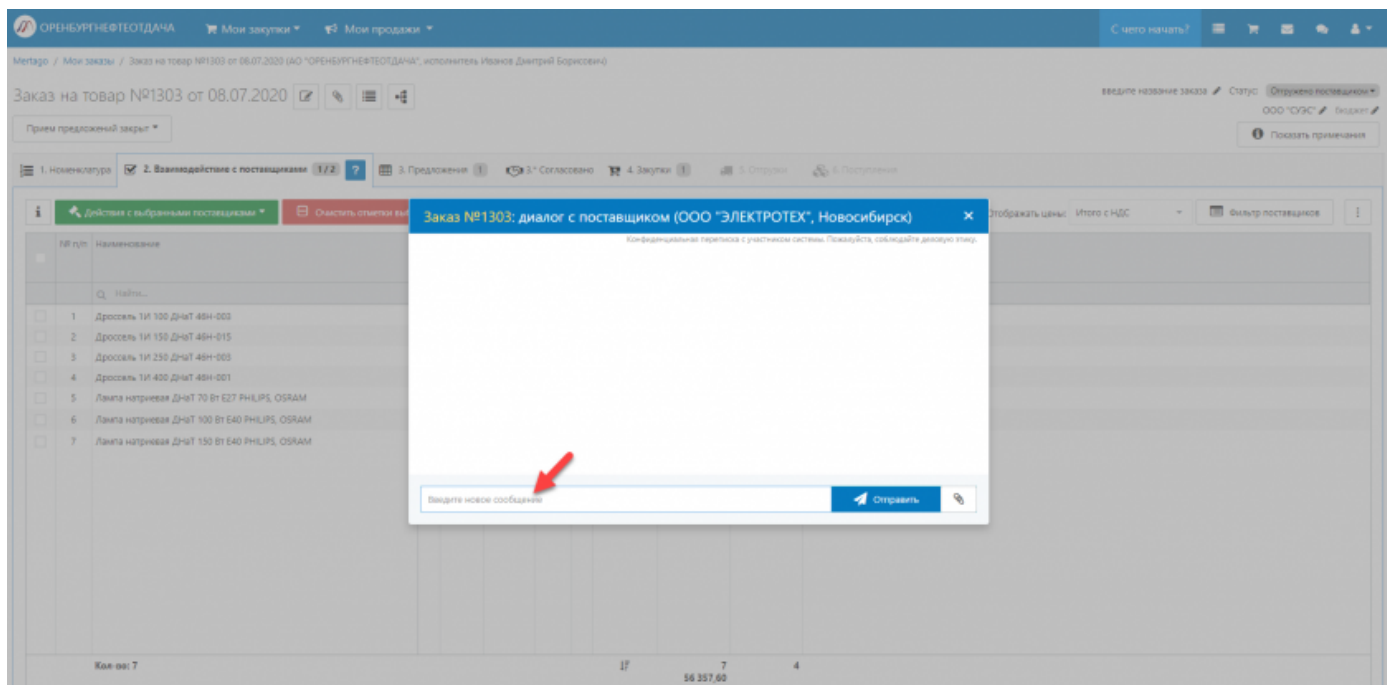 ОРЕНБУРГНЕФТЕОТДАЧА Мои закупки Мои продажи С чего начать?
Mertago / Мои заказы / Заказ на товар №1303 от 08.07.2020 (АО "ОРЕНБУРГНЕФТЕОТДАЧА", исполнитель Иванов Дмитрий Борисович)
Заказ на товар №1303 от 08.07.2020 введите название заказа Статус: Отгружено поставщиком
ООО "СУЭС" Бюджет:
Прием предложений закрыт Показать примечания
1. Номенклатура 2. Взаимодействие с поставщиками 1/2 ? 3. Предложения 1 3.* Согласовано 4. Закупки 1 5. Отгрузки 6. Поступления
Действия с выбранными поставщиками Очистить отметки Отображать цены: Итого с НДС Фильтр поставщиков
Заказ №1303: диалог с поставщиком (ООО "ЭЛЕКТРОТЕХ", Новосибирск) ×
Конфиденциальная переписка с участником системы. Пожалуйста, соблюдайте деловую этику.
№ п/п Наименование
Найти...
1 Дроссель 1И 100 ДНаТ 46Н-002
2 Дроссель 1И 150 ДНаТ 46Н-015
3 Дроссель 1И 250 ДНаТ 46Н-003
4 Дроссель 1И 400 ДНаТ 48Н-001
5 Лампа натриевая ДНаТ 70 Вт E27 PHILIPS, OSRAM
6 Лампа натриевая ДНаТ 100 Вт E40 PHILIPS, OSRAM
7 Лампа натриевая ДНаТ 150 Вт E40 PHILIPS, OSRAM
Введите новое сообщение Отправить
Кол-во: 7 7 4
56 357,60